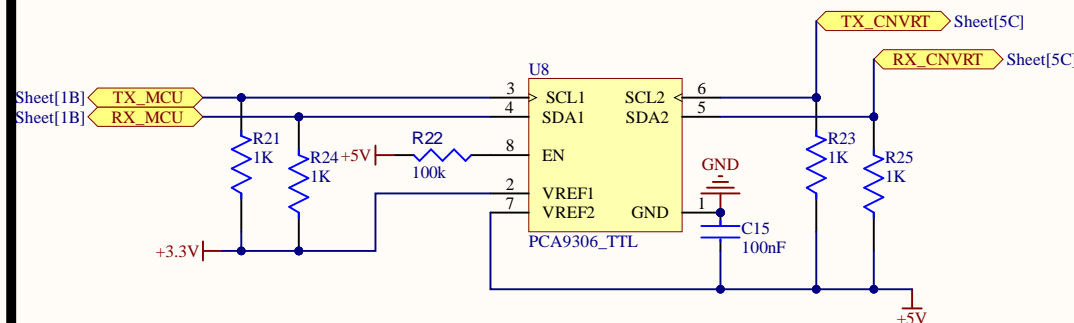 TX_CNVRT Sheet[5C]
RX_CNVRT Sheet[5C]
U8
Sheet[1B] TX_MCU 3 SCL1 SCL2 6
Sheet[1B] RX_MCU 4 SDA1 SDA2 5
R21 1K
R24 1K
+5V R22 100k 8 EN
R23 1K
R25 1K
GND
2 VREF1
7 VREF2 GND 1
PCA9306_TTL
C15 100nF
+3.3V
+5V